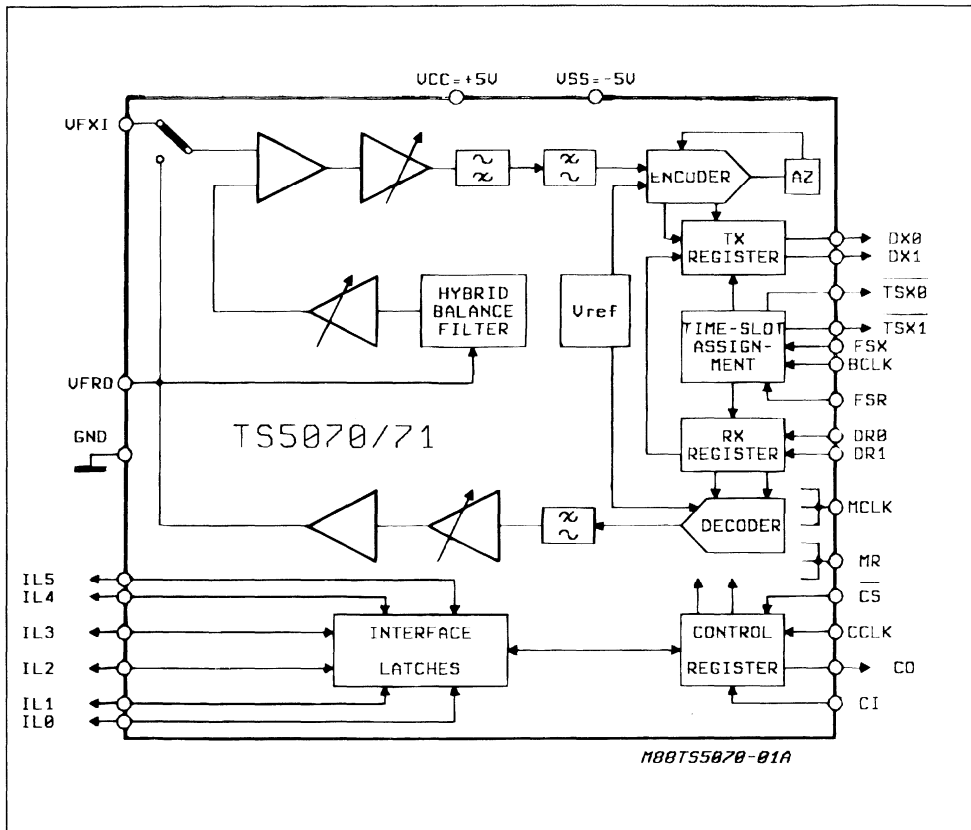 VCC=+5V
VSS=-5V
VFXI
ENCODER
AZ
TX
REGISTER
DX0
DX1
HYBRID
BALANCE
FILTER
Vref
TSX0
TIME-SLOT
ASSIGN-
MENT
TSX1
FSX
BCLK
VFRO
FSR
TS5070/71
GND
RX
REGISTER
DR0
DR1
DECODER
MCLK
MR
IL5
IL4
IL3
IL2
IL1
IL0
INTERFACE
LATCHES
CONTROL
REGISTER
CS
CCLK
CO
CI
M88TS5070-01A